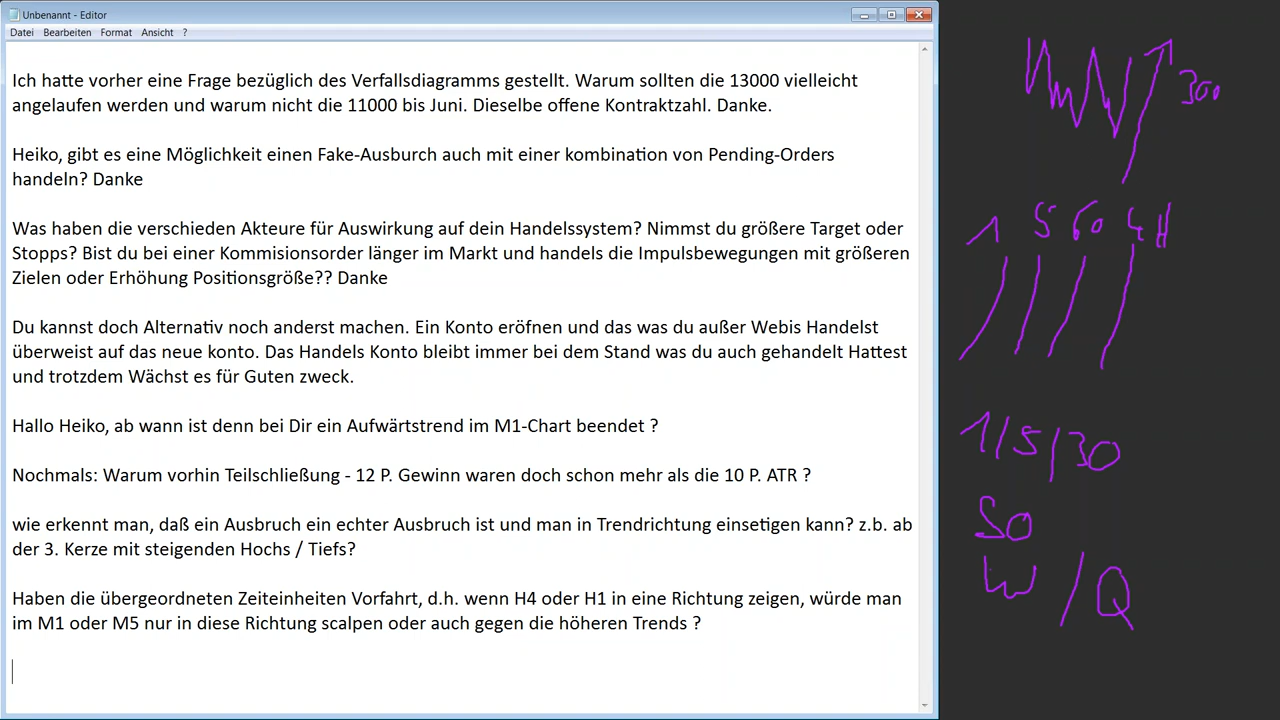 Unbenannt - Editor
Datei Bearbeiten Format Ansicht ?
Ich hatte vorher eine Frage bezüglich des Verfallsdiagramns gestellt. Warum sollten die 13000 vielleicht
angelaufen werden und warum nicht die 11000 bis Juni. Dieselbe offene Kontraktzahl. Danke.
Heiko, gibt es eine Möglichkeit einen Fake-Ausburch auch mit einer kombination von Pending-Orders
handeln? Danke
Was haben die verschieden Akteure für Auswirkung auf dein Handelssystem? Nimmst du größere Target oder
Stopps? Bist du bei einer Kommisionsorder länger im Markt und handels die Impulsbewegungen mit größeren
Zielen oder Erhöhung Positionsgröße?? Danke
Du kannst doch Alternativ noch anderst machen. Ein Konto eröfnen und das was du außer Webis Handelst
überweist auf das neue konto. Das Handels Konto bleibt immer bei dem Stand was du auch gehandelt Hattest
und trotzdem Wächst es für Guten zweck.
Hallo Heiko, ab wann ist denn bei Dir ein Aufwärtstrend im M1-Chart beendet ?
Nochmals: Warum vorhin Teilschließung - 12 P. Gewinn waren doch schon mehr als die 10 P. ATR ?
wie erkennt man, daß ein Ausbruch ein echter Ausbruch ist und man in Trendrichtung einsetigen kann? z.b. ab
der 3. Kerze mit steigenden Hochs / Tiefs?
Haben die übergeordneten Zeiteinheiten Vorfahrt, d.h. wenn H4 oder H1 in eine Richtung zeigen, würde man
im M1 oder M5 nur in diese Richtung scalpen oder auch gegen die höheren Trends ?
300
1 5 60 4H
1/5/30
SO
W / Q